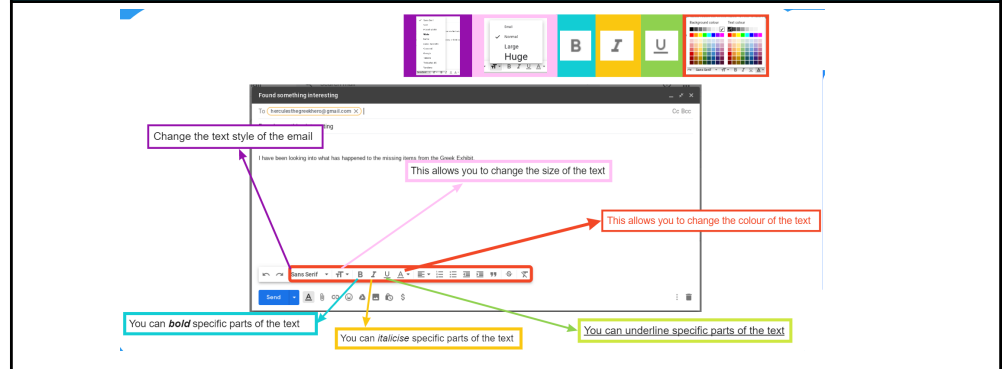 Background colour Text colour
Small
Normal
Large
Huge
B I U
Found something interesting
To herculesthegreekhero@gmail.com Cc Bcc
Change the text style of the email
I have been looking into what has happened to the missing items from the Greek Exhibit
This allows you to change the size of the text
This allows you to change the colour of the text
Sans Serif B I U A
Send A
You can bold specific parts of the text
You can underline specific parts of the text
You can italicise specific parts of the text